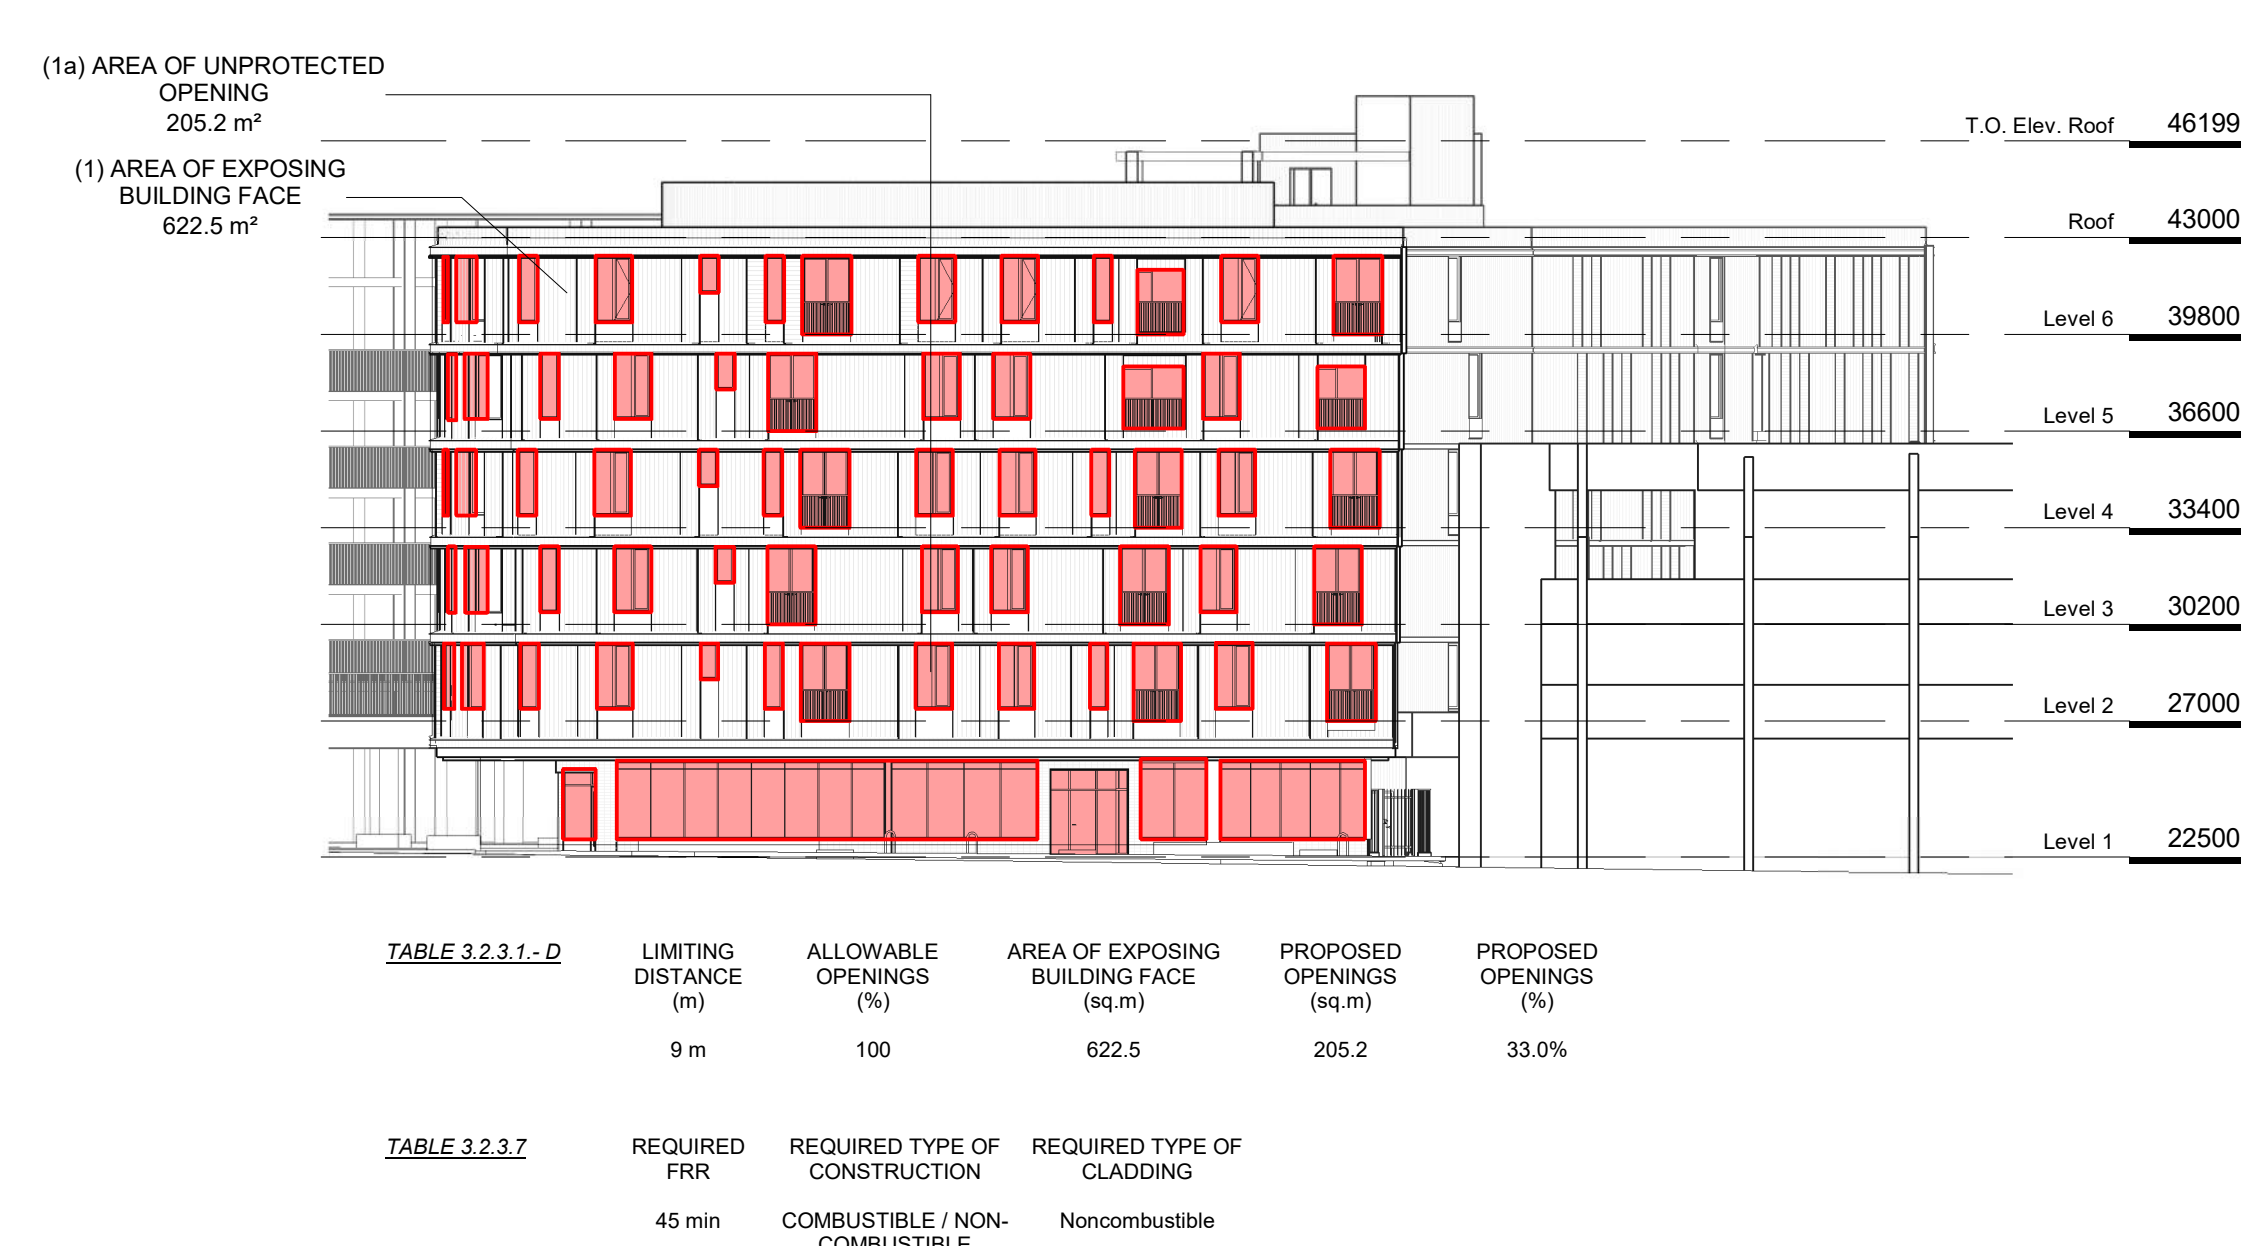 (1a) AREA OF UNPROTECTED
OPENING
205.2 m²
(1) AREA OF EXPOSING
BUILDING FACE
622.5 m²
T.O. Elev. Roof 46199
Roof 43000
Level 6 39800
Level 5 36600
Level 4 33400
Level 3 30200
Level 2 27000
Level 1 22500
TABLE 3.2.3.1.- D
LIMITING
DISTANCE
(m)
9 m
ALLOWABLE
OPENINGS
(%)
100
AREA OF EXPOSING
BUILDING FACE
(sq.m)
622.5
PROPOSED
OPENINGS
(sq.m)
205.2
PROPOSED
OPENINGS
(%)
33.0%
TABLE 3.2.3.7
REQUIRED
FRR
45 min
REQUIRED TYPE OF
CONSTRUCTION
COMBUSTIBLE / NON-
COMBUSTIBLE
REQUIRED TYPE OF
CLADDING
Noncombustible